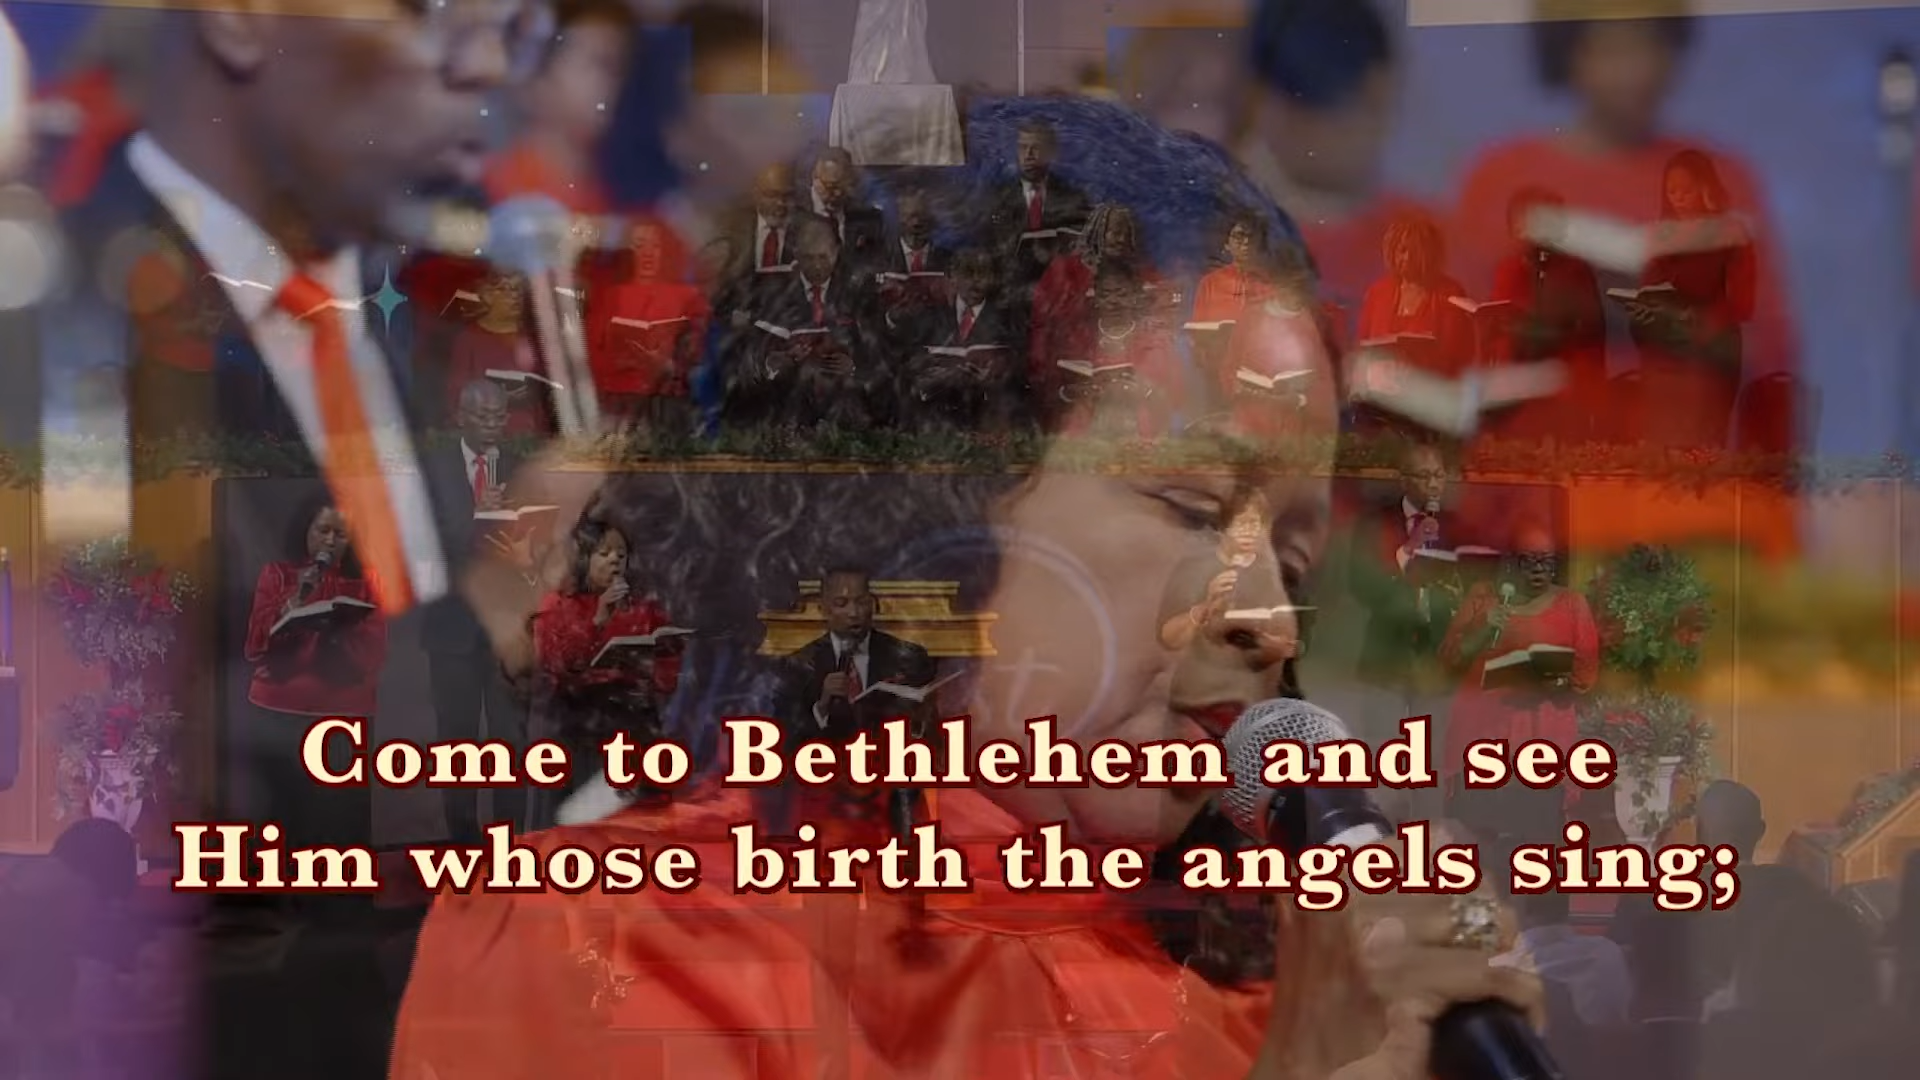 Come to Bethlehem and see
Him whose birth the angels sing;